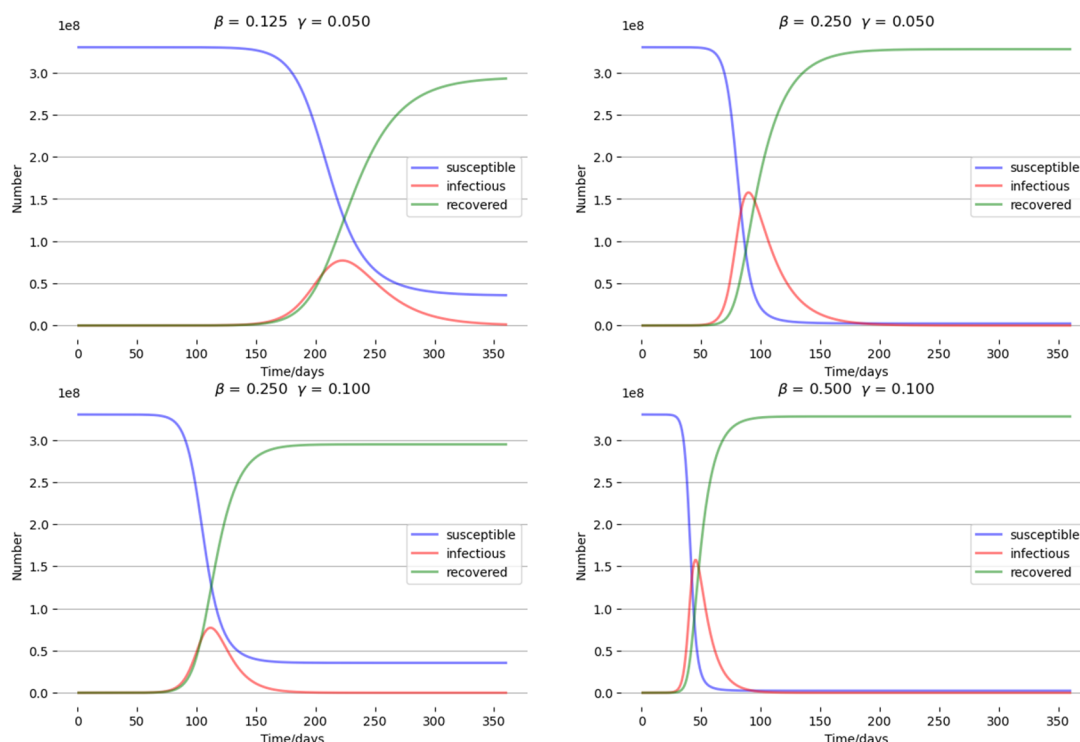 β = 0.125 γ = 0.050
1e8
3.0
2.5
2.0
1.5
1.0
0.5
0.0
Number
susceptible
infectious
recovered
0 50 100 150 200 250 300 350
Time/days
β = 0.250 γ = 0.050
1e8
3.0
2.5
2.0
1.5
1.0
0.5
0.0
Number
susceptible
infectious
recovered
0 50 100 150 200 250 300 350
Time/days
β = 0.250 γ = 0.100
1e8
3.0
2.5
2.0
1.5
1.0
0.5
0.0
Number
susceptible
infectious
recovered
0 50 100 150 200 250 300 350
Time/days
β = 0.500 γ = 0.100
1e8
3.0
2.5
2.0
1.5
1.0
0.5
0.0
Number
susceptible
infectious
recovered
0 50 100 150 200 250 300 350
Time/days